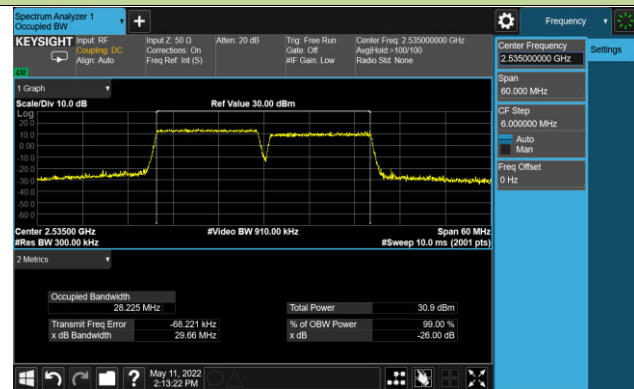 Spectrum Analyzer 1
Occupied BW
Frequency
KEYSIGHT
Input: RF
Coupling: DC
Align: Auto
Input Z: 50 Ω
Corrections: On
Freq Ref: Int (S)
Atten: 20 dB
Trig: Free Run
Gate: Off
#IF Gain: Low
Center Freq: 2.535000000 GHz
Avg|Hold:>100/100
Radio Std: None
Center Frequency
2.535000000 GHz
Settings
Span
60.000 MHz
CF Step
6.000000 MHz
Auto
Man
Freq Offset
0 Hz
1 Graph
Scale/Div 10.0 dB
Ref Value 30.00 dBm
Log
20.0
10.0
0.00
-10.0
-20.0
-30.0
-40.0
-50.0
-60.0
Center 2.53500 GHz
#Video BW 910.00 kHz
Span 60 MHz
#Res BW 300.00 kHz
#Sweep 10.0 ms (2001 pts)
2 Metrics
Occupied Bandwidth
28.225 MHz
Total Power
30.9 dBm
Transmit Freq Error
-68.221 kHz
% of OBW Power
99.00 %
x dB Bandwidth
29.66 MHz
x dB
-26.00 dB
?
May 11, 2022
2:13:22 PM